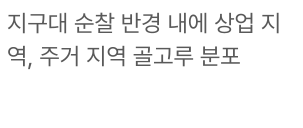 지구대 순찰 반경 내에 상업 지
역, 주거 지역 골고루 분포